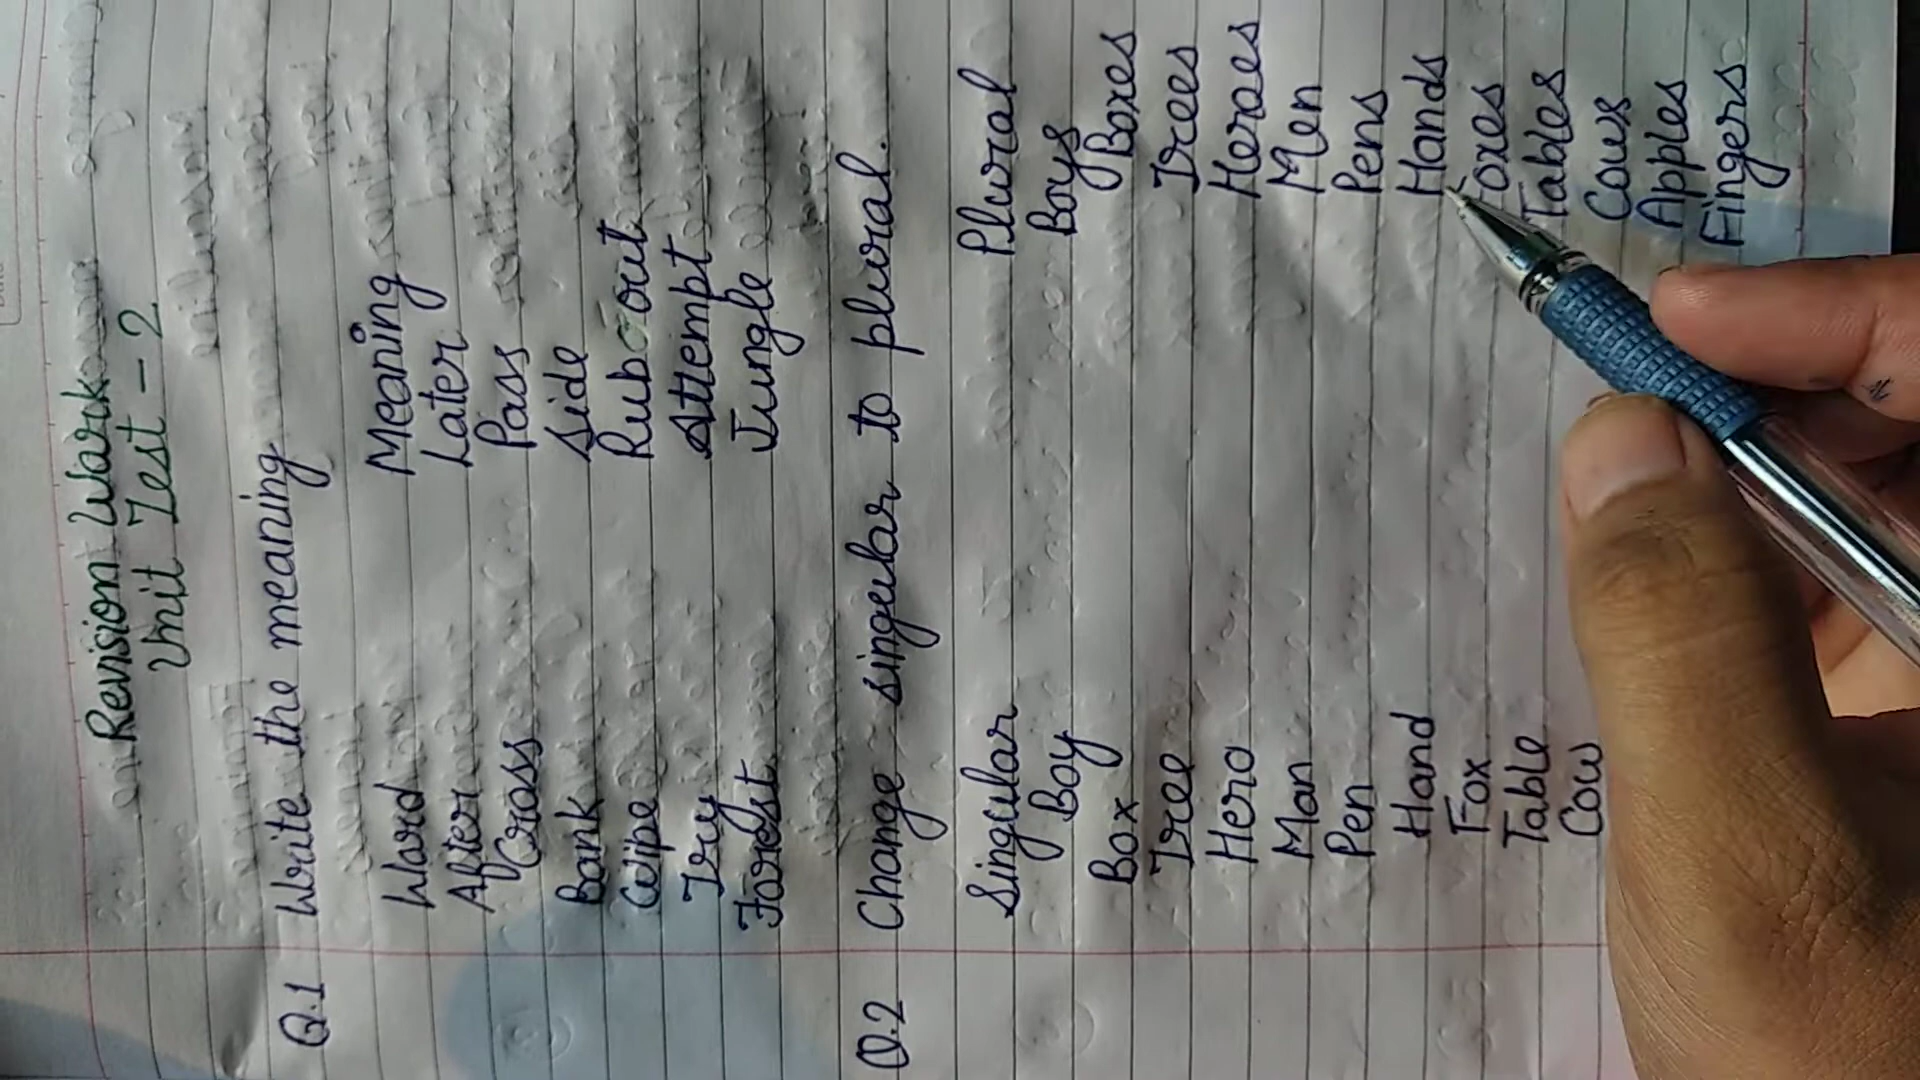 Revision Work
Unit Test - 2
Q.1 Write the meaning
Word Meaning
After Later
Cross Pass
Bank Side
Wipe Rub out
Try Attempt
Forest Jungle
Q.2 Change singular to plural.
Singular Plural
Boy Boys
Box Boxes
Tree Trees
Hero Heroes
Man Men
Pen Pens
Hand Hands
Fox Foxes
Table Tables
Cow Cows
Apples
Fingers